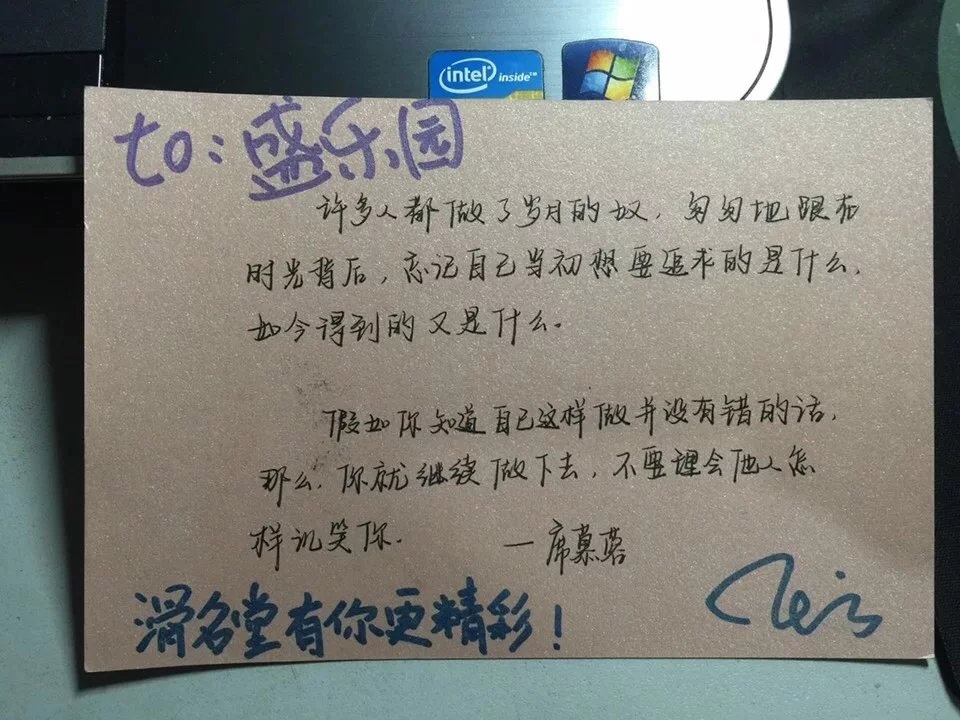 intel inside™
to: 盛乐园
许多人都做了岁月的奴，匆匆地跟在
时光背后，忘记自己当初想要追求的是什么，
如今得到的又是什么。
假如你知道自己这样做并没有错的话，
那么，你就继续做下去，不要理会他人怎
样讥笑你.
—席慕蓉
滑名堂有你更精彩！